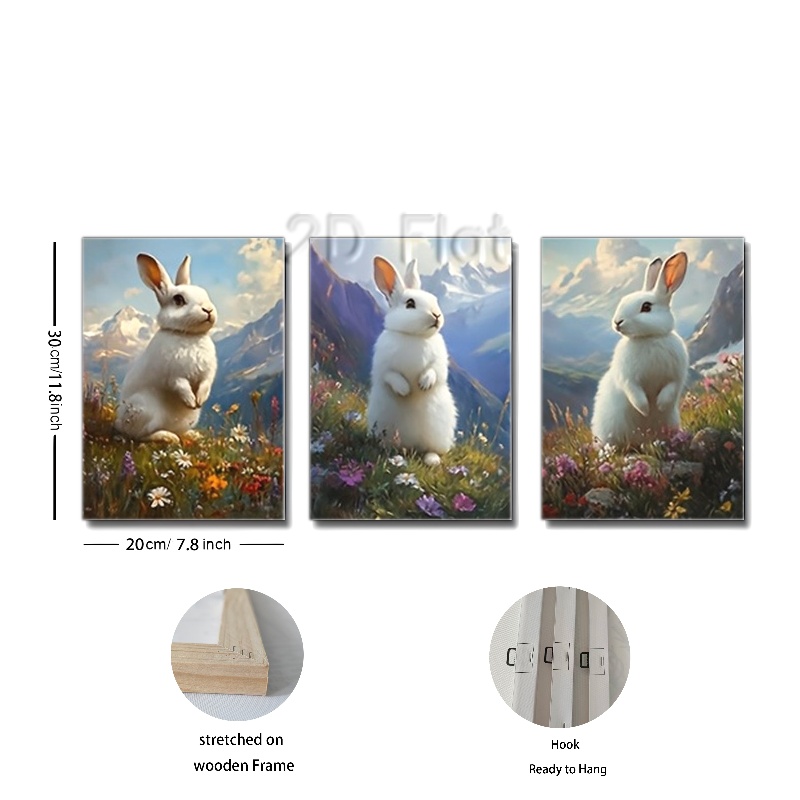 2D Flat
30cm/11.8inch
20cm/ 7.8 inch
stretched on
wooden Frame
Hook
Ready to Hang